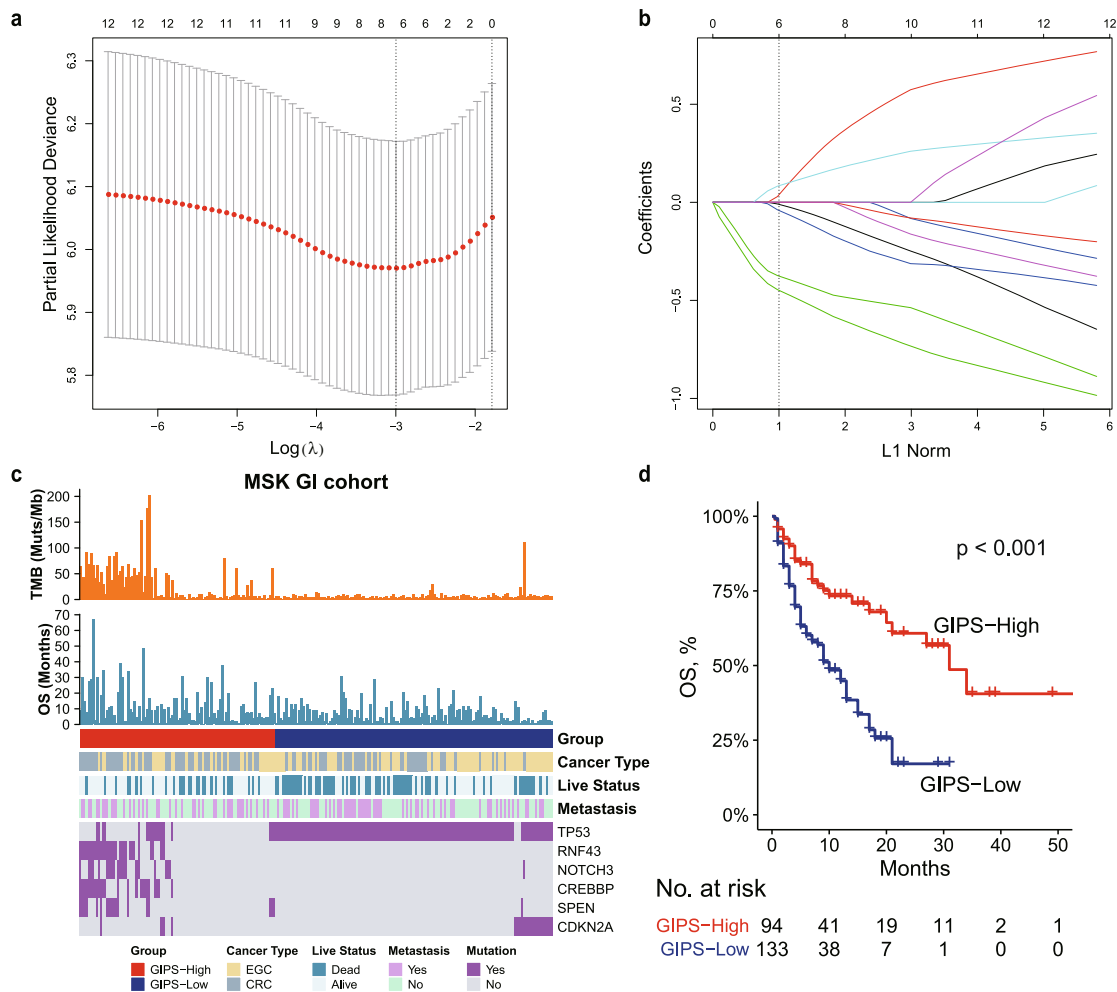 a
12 12 12 12 11 11 9 9 8 8 6 6 2 2 0
Partial Likelihood Deviance
6.3
6.2
6.1
6.0
5.9
5.8
−6 −5 −4 −3 −2
Log(λ)
b
0 6 8 10 11 12 12
Coefficients
0.5
0.0
−0.5
−1.0
0 1 2 3 4 5 6
L1 Norm
c
MSK GI cohort
TMB (Muts/Mb)
200
150
100
50
0
OS (Months)
70
60
50
40
30
20
10
0
Group
Cancer Type
Live Status
Metastasis
TP53
RNF43
NOTCH3
CREBBP
SPEN
CDKN2A
Group Cancer Type Live Status Metastasis Mutation
GIPS−High EGC Dead Yes Yes
GIPS−Low CRC Alive No No
d
OS, %
100%
75%
50%
25%
0%
p < 0.001
GIPS−High
GIPS−Low
0 10 20 30 40 50
Months
No. at risk
GIPS−High 94 41 19 11 2 1
GIPS−Low 133 38 7 1 0 0